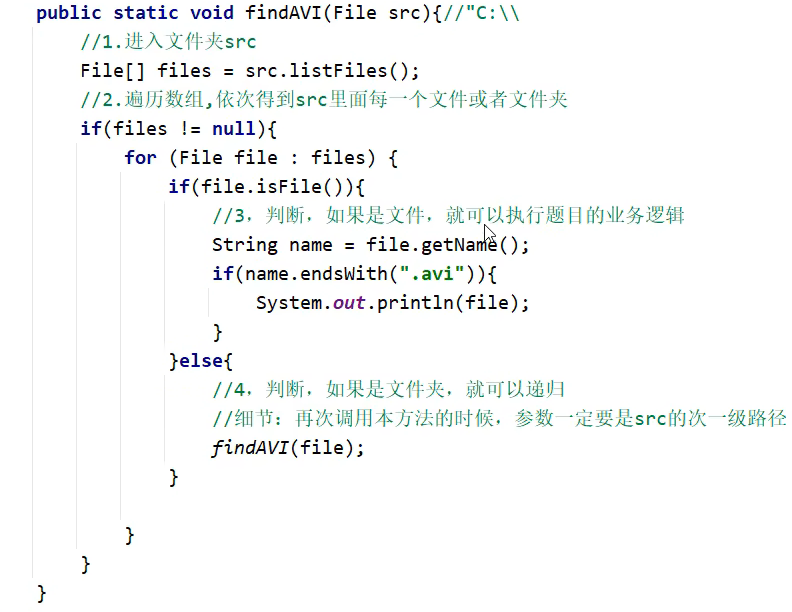 public static void findAVI(File src){//"C:\\
//1.进入文件夹src
File[] files = src.listFiles();
//2.遍历数组,依次得到src里面每一个文件或者文件夹
if(files != null){
for (File file : files) {
if(file.isFile()){
//3，判断，如果是文件，就可以执行题目的业务逻辑
String name = file.getName();
if(name.endsWith(".avi")){
System.out.println(file);
}
}else{
//4，判断，如果是文件夹，就可以递归
//细节：再次调用本方法的时候，参数一定要是src的次一级路径
findAVI(file);
}
}
}
}